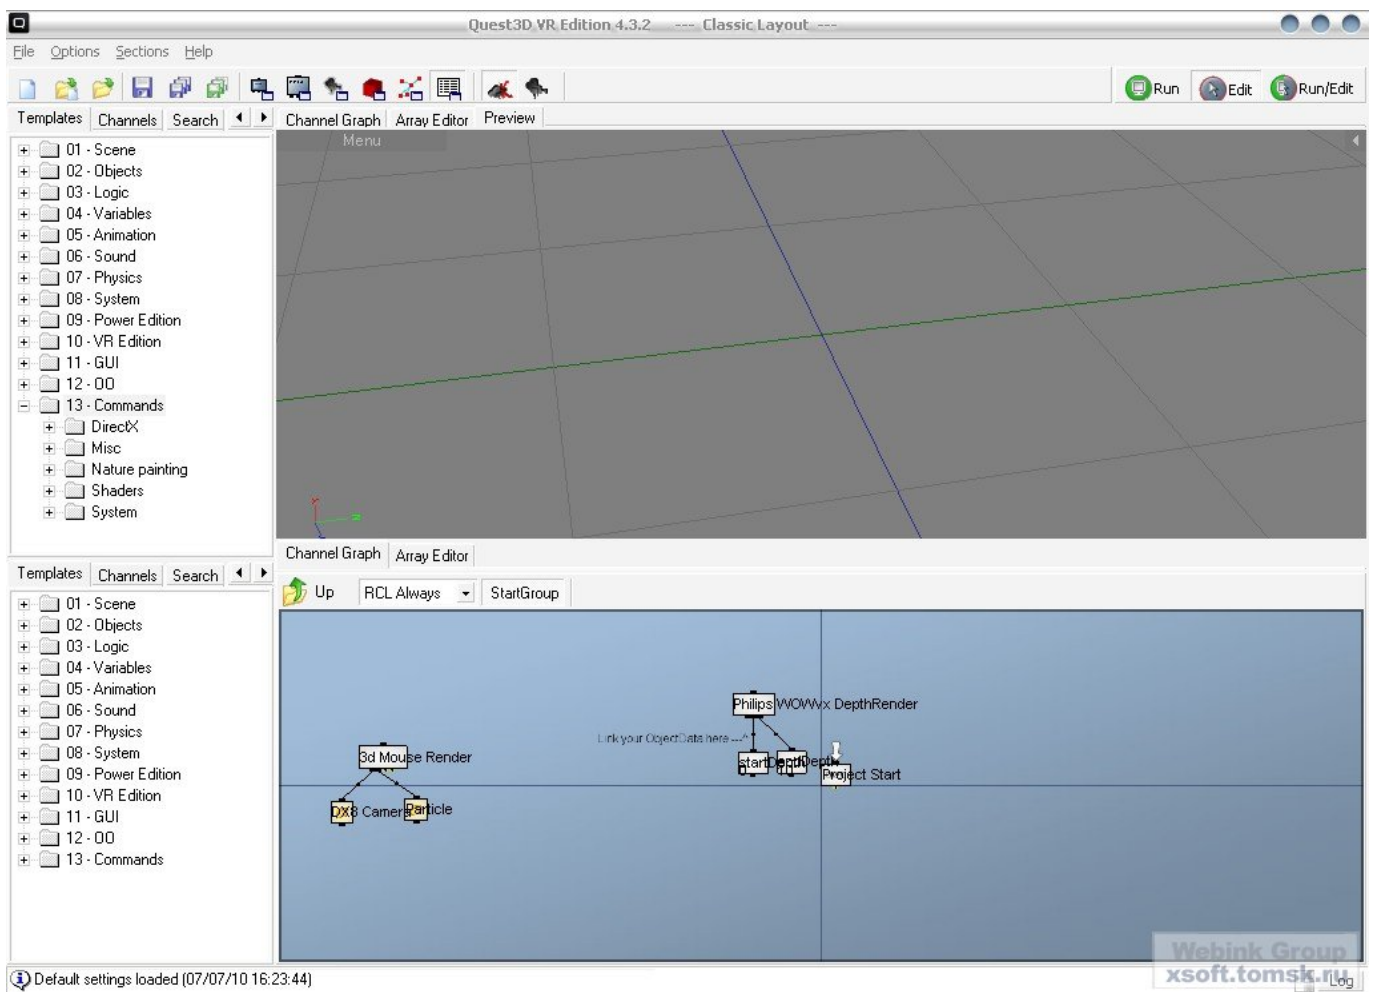 Quest3D VR Edition 4.3.2 --- Classic Layout ---
File Options Sections Help
Run Edit Run/Edit
Templates Channels Search
Channel Graph Array Editor Preview
Menu
01 - Scene
02 - Objects
03 - Logic
04 - Variables
05 - Animation
06 - Sound
07 - Physics
08 - System
09 - Power Edition
10 - VR Edition
11 - GUI
12 - OO
13 - Commands
DirectX
Misc
Nature painting
Shaders
System
Channel Graph Array Editor
Templates Channels Search
Up RCL Always StartGroup
01 - Scene
02 - Objects
03 - Logic
04 - Variables
05 - Animation
06 - Sound
07 - Physics
08 - System
09 - Power Edition
10 - VR Edition
11 - GUI
12 - OO
13 - Commands
Philips WOWvx DepthRender
Link your ObjectData here ---^
3d Mouse Render
startDepth
Depth
Project Start
DX8 Camera
Particle
Webink Group
xsoft.tomsk.ru
Default settings loaded (07/07/10 16:23:44)
Log